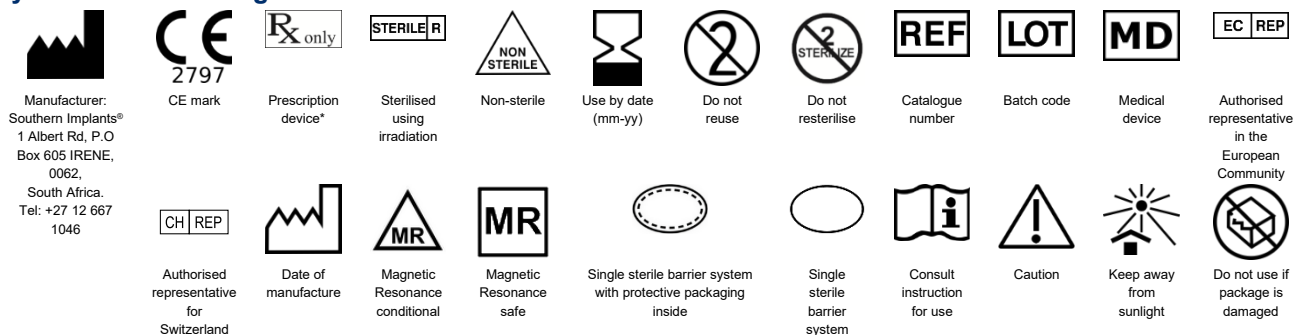 2797
Rx only
STERILE R
NON
STERILE
2
2
STERILIZE
REF
LOT
MD
EC REP
Manufacturer:
Southern Implants®
1 Albert Rd, P.O
Box 605 IRENE,
0062,
South Africa.
Tel: +27 12 667
1046
CE mark
Prescription
device*
Sterilised
using
irradiation
Non-sterile
Use by date
(mm-yy)
Do not
reuse
Do not
resterilise
Catalogue
number
Batch code
Medical
device
Authorised
representative
in the
European
Community
CH REP
MR
MR
i
Authorised
representative
for
Switzerland
Date of
manufacture
Magnetic
Resonance
conditional
Magnetic
Resonance
safe
Single sterile barrier system
with protective packaging
inside
Single
sterile
barrier
system
Consult
instruction
for use
Caution
Keep away
from
sunlight
Do not use if
package is
damaged